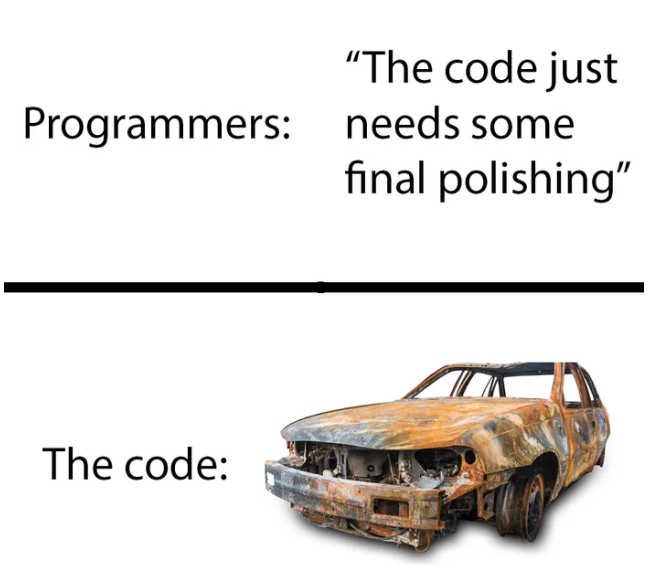 Programmers:
“The code just
needs some
final polishing”
The code: